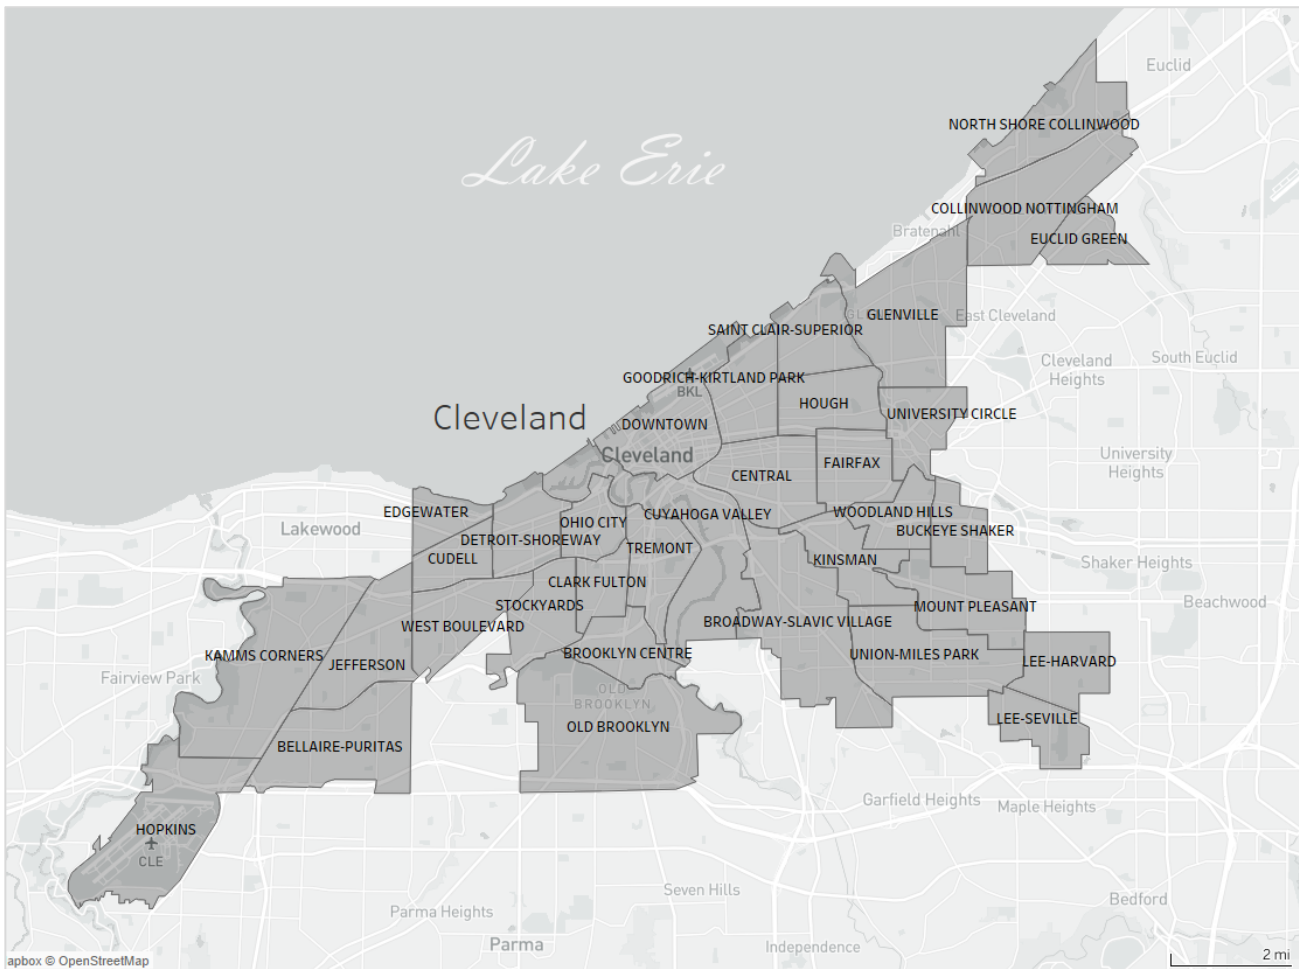 Euclid
NORTH SHORE COLLINWOOD
Lake Erie
COLLINWOOD NOTTINGHAM
Bratenahl
EUCLID GREEN
GLENVILLE
East Cleveland
SAINT CLAIR-SUPERIOR
South Euclid
Cleveland
Heights
GOODRICH-KIRTLAND PARK
BKL
HOUGH
Cleveland
UNIVERSITY CIRCLE
DOWNTOWN
Cleveland
University
Heights
FAIRFAX
CENTRAL
EDGEWATER
WOODLAND HILLS
CUYAHOGA VALLEY
OHIO CITY
Lakewood
BUCKEYE SHAKER
DETROIT-SHOREWAY
TREMONT
CUDELL
KINSMAN
Shaker Heights
CLARK FULTON
Beachwood
STOCKYARDS
MOUNT PLEASANT
WEST BOULEVARD
BROADWAY-SLAVIC VILLAGE
KAMMS CORNERS
BROOKLYN CENTRE
UNION-MILES PARK
JEFFERSON
LEE-HARVARD
Fairview Park
OLD
BROOKLYN
LEE-SEVILLE
OLD BROOKLYN
BELLAIRE-PURITAS
Garfield Heights
Maple Heights
HOPKINS
CLE
Seven Hills
Bedford
Parma Heights
Parma
Independence
apbox © OpenStreetMap
2 mi